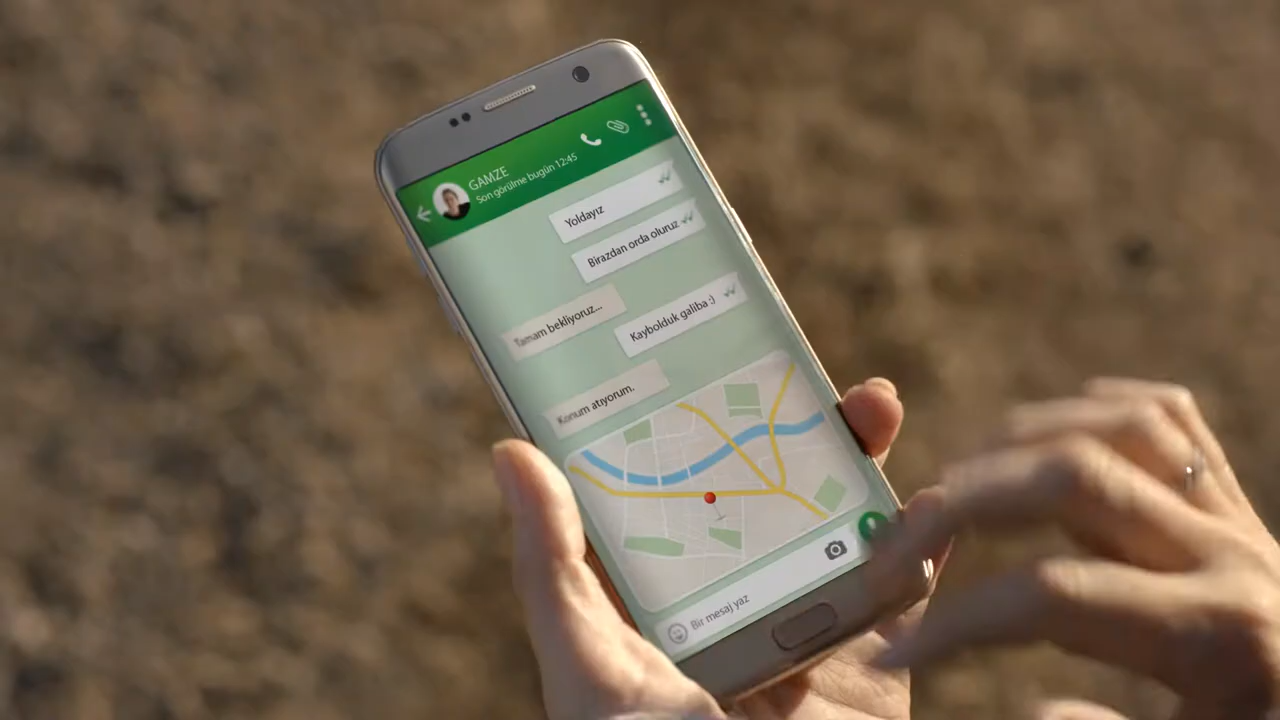 GAMZE
Son görülme bugün 12:45
Yoldayız
Birazdan orda oluruz
Tamam bekliyoruz...
Kaybolduk galiba :)
Konum atıyorum.
Bir mesaj yaz